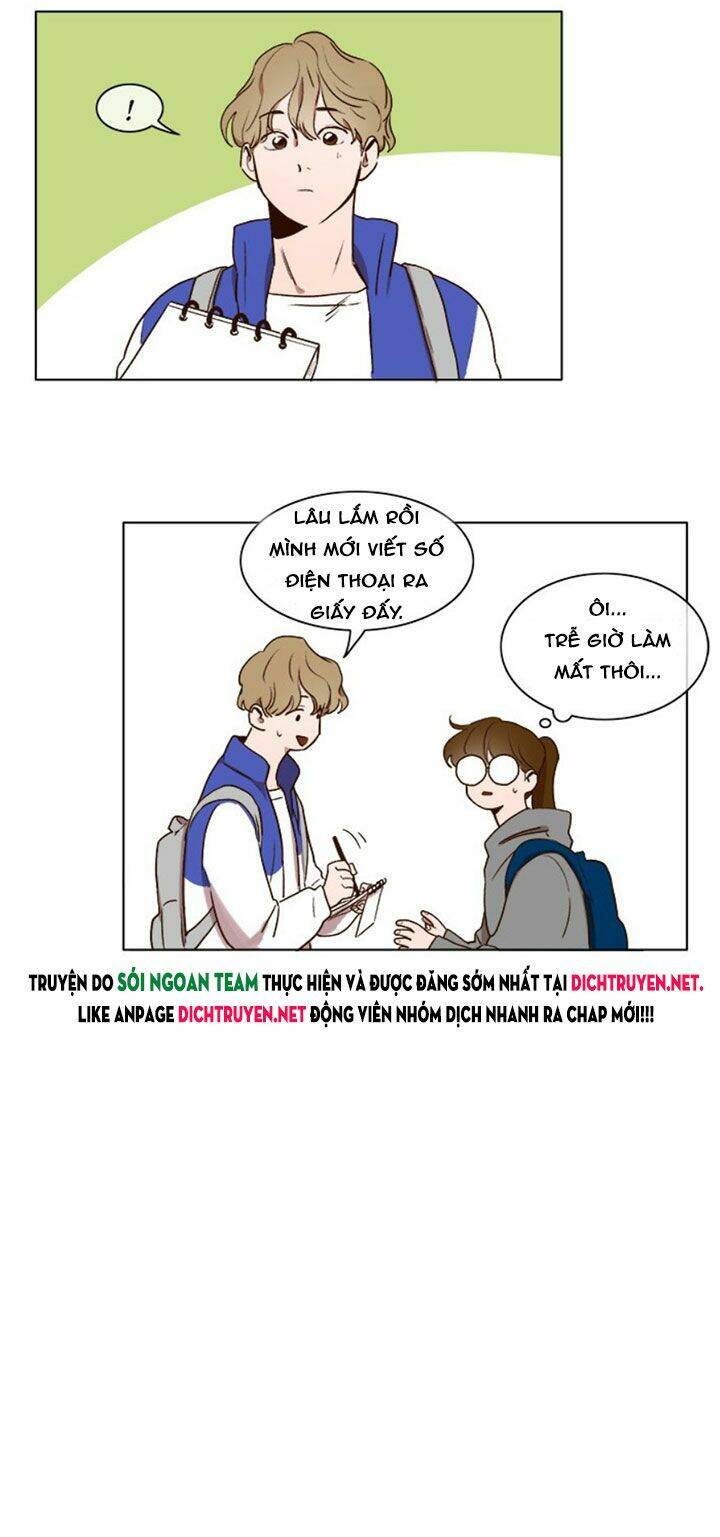 !
LÂU LẮM RỒI
MÌNH MỚI VIẾT SỐ
ĐIỆN THOẠI RA
GIẤY ĐẤY.
ÔI...
TRỄ GIỜ LÀM
MẤT THÔI...
TRUYỆN DO SÓI NGOAN TEAM THỰC HIỆN VÀ ĐƯỢC ĐĂNG SỚM NHẤT TẠI DICHTRUYEN.NET.
LIKE ANPAGE DICHTRUYEN.NET ĐỘNG VIÊN NHÓM DỊCH NHANH RA CHAP MỚI!!!